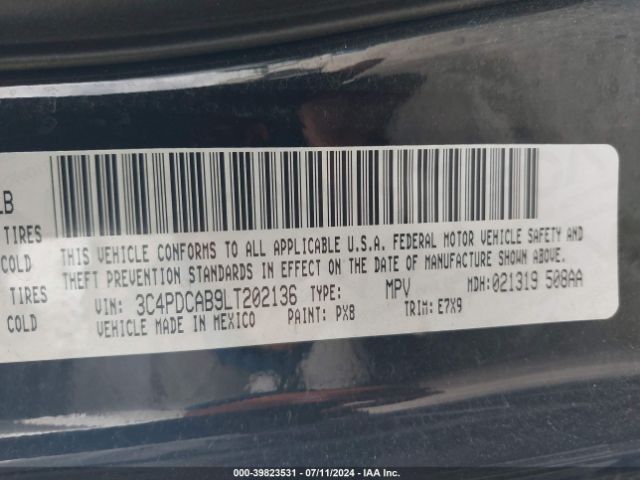 LB
TIRES
COLD
TIRES
COLD
THIS VEHICLE CONFORMS TO ALL APPLICABLE U.S.A. FEDERAL MOTOR VEHICLE SAFETY AND
THEFT PREVENTION STANDARDS IN EFFECT ON THE DATE OF MANUFACTURE SHOWN ABOVE.
VIN: 3C4PDCAB9LT202136 TYPE: MPV MDH:021319 508AA
VEHICLE MADE IN MEXICO PAINT: PX8 TRIM: E7X9
000-39823531 - 07/11/2024 - IAA Inc.